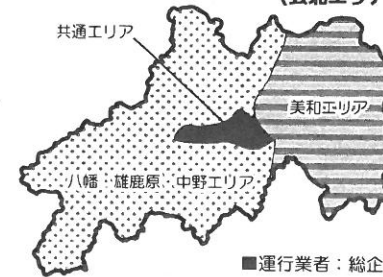 共通エリア
美和エリア
八幡・雄鹿原・中野エリア
■運行業者：総企